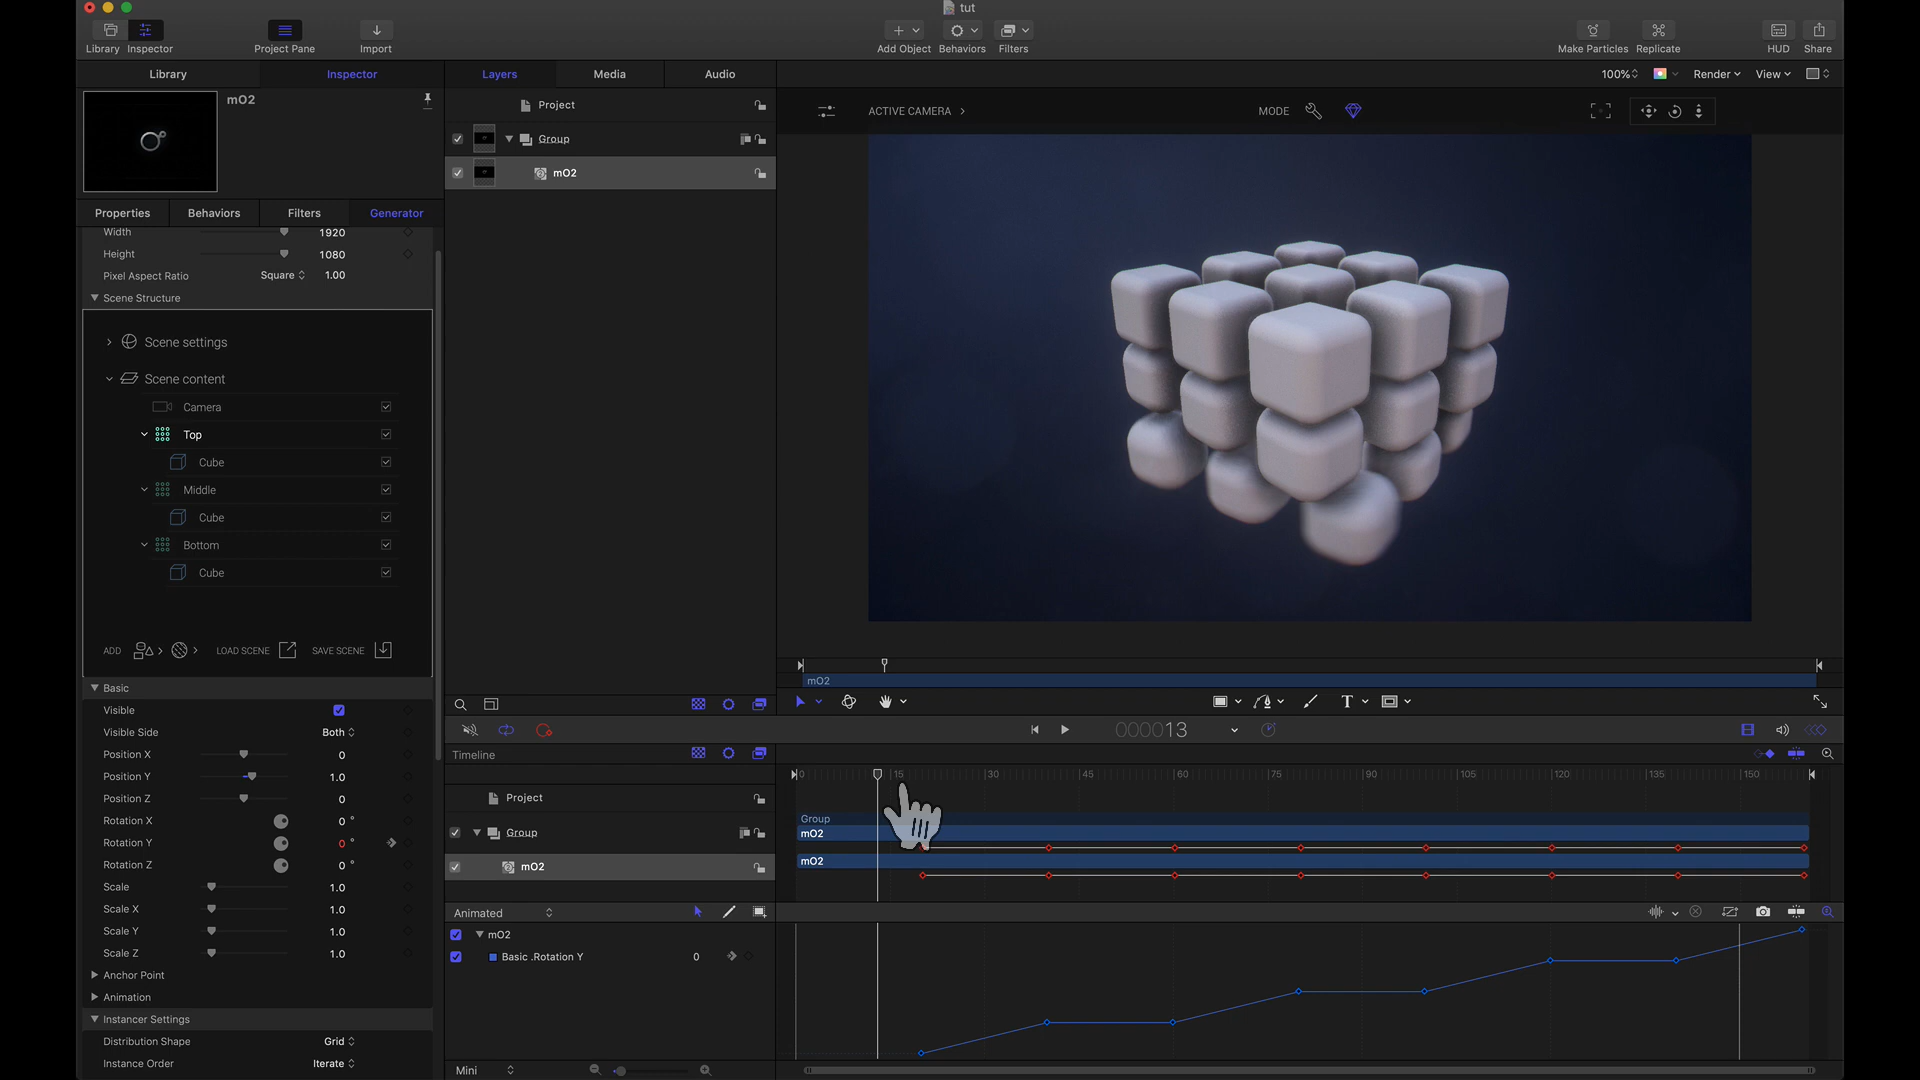 tut
Library
Inspector
Project Pane
Import
Add Object
Behaviors
Filters
Make Particles
Replicate
HUD
Share
Library
Inspector
Layers
Media
Audio
100%
Render
View
mO2
Project
Group
mO2
ACTIVE CAMERA
MODE
Properties
Behaviors
Filters
Generator
Width
1920
Height
1080
Pixel Aspect Ratio
Square
1.00
Scene Structure
Scene settings
Scene content
Camera
Top
Cube
Middle
Cube
Bottom
Cube
ADD
LOAD SCENE
SAVE SCENE
Basic
Visible
Visible Side
Both
Position X
0
Position Y
1.0
Position Z
0
Rotation X
0 °
Rotation Y
0 °
Rotation Z
0 °
Scale
1.0
Scale X
1.0
Scale Y
1.0
Scale Z
1.0
Anchor Point
Animation
Instancer Settings
Distribution Shape
Grid
Instance Order
Iterate
mO2
T
00000013
Timeline
0
15
30
45
60
75
90
105
120
135
150
Project
Group
mO2
Group
mO2
mO2
Animated
mO2
Basic .Rotation Y
0
Mini